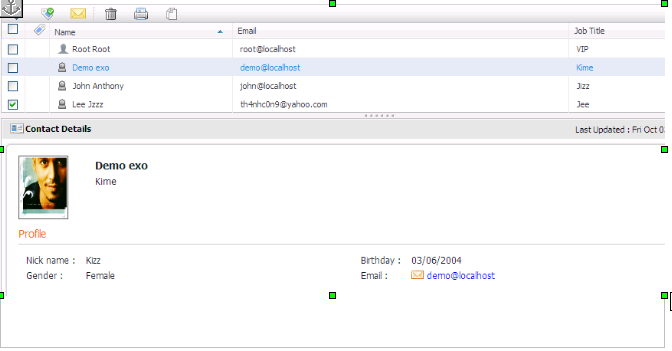 Name Email Job Title
Root Root root@localhost VIP
Demo exo demo@localhost Kime
John Anthony john@localhost Jizz
Lee Jzzz th4nhc0n9@yahoo.com Jee
Contact Details Last Updated : Fri Oct 0
Demo exo
Kime
Profile
Nick name : Kizz Birthday : 03/06/2004
Gender : Female Email : demo@localhost